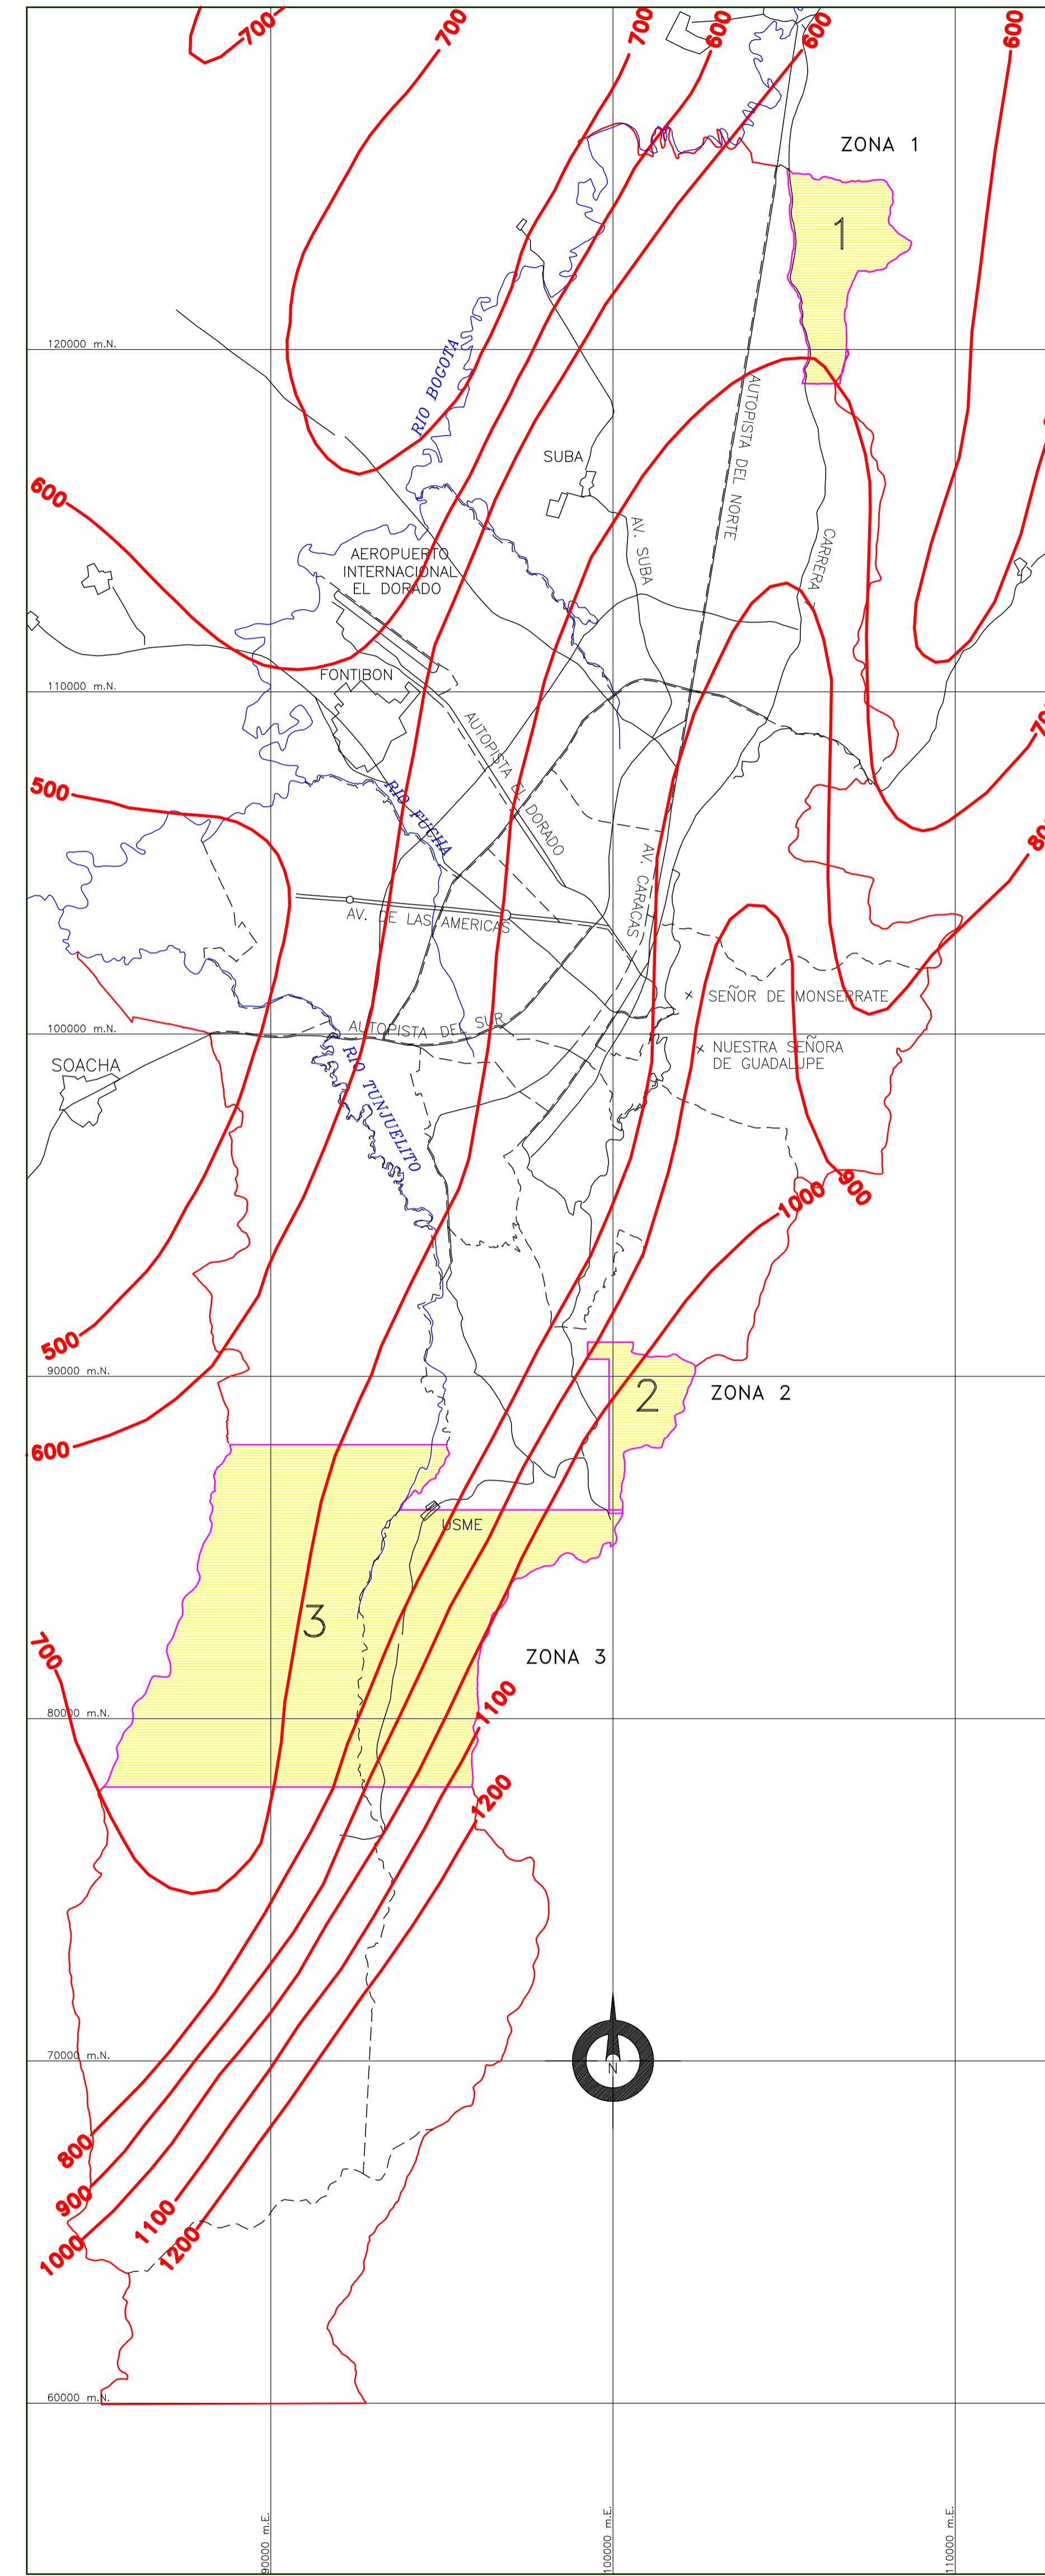 700
700
700
600
600
600
ZONA 1
1
120000 m.N.
RIO BOGOTA
AUTOPISTA DEL NORTE
SUBA
600
AV. SUBA
CARRERA 7
AEROPUERTO
INTERNACIONAL
EL DORADO
110000 m.N.
FONTIBON
AUTOPISTA EL DORADO
500
RIO FUCHA
AV. CARACAS
AV. DE LAS AMERICAS
SEÑOR DE MONSERRATE
100000 m.N.
AUTOPISTA DEL SUR
NUESTRA SEÑORA
DE GUADALUPE
SOACHA
RIO TUNJUELITO
900
1000
500
90000 m.N.
2
ZONA 2
600
USME
3
700
ZONA 3
1100
80000 m.N.
1200
70000 m.N.
N
800
900
1000
1100
1200
60000 m.N.
90000 m.E.
100000 m.E.
110000 m.E.